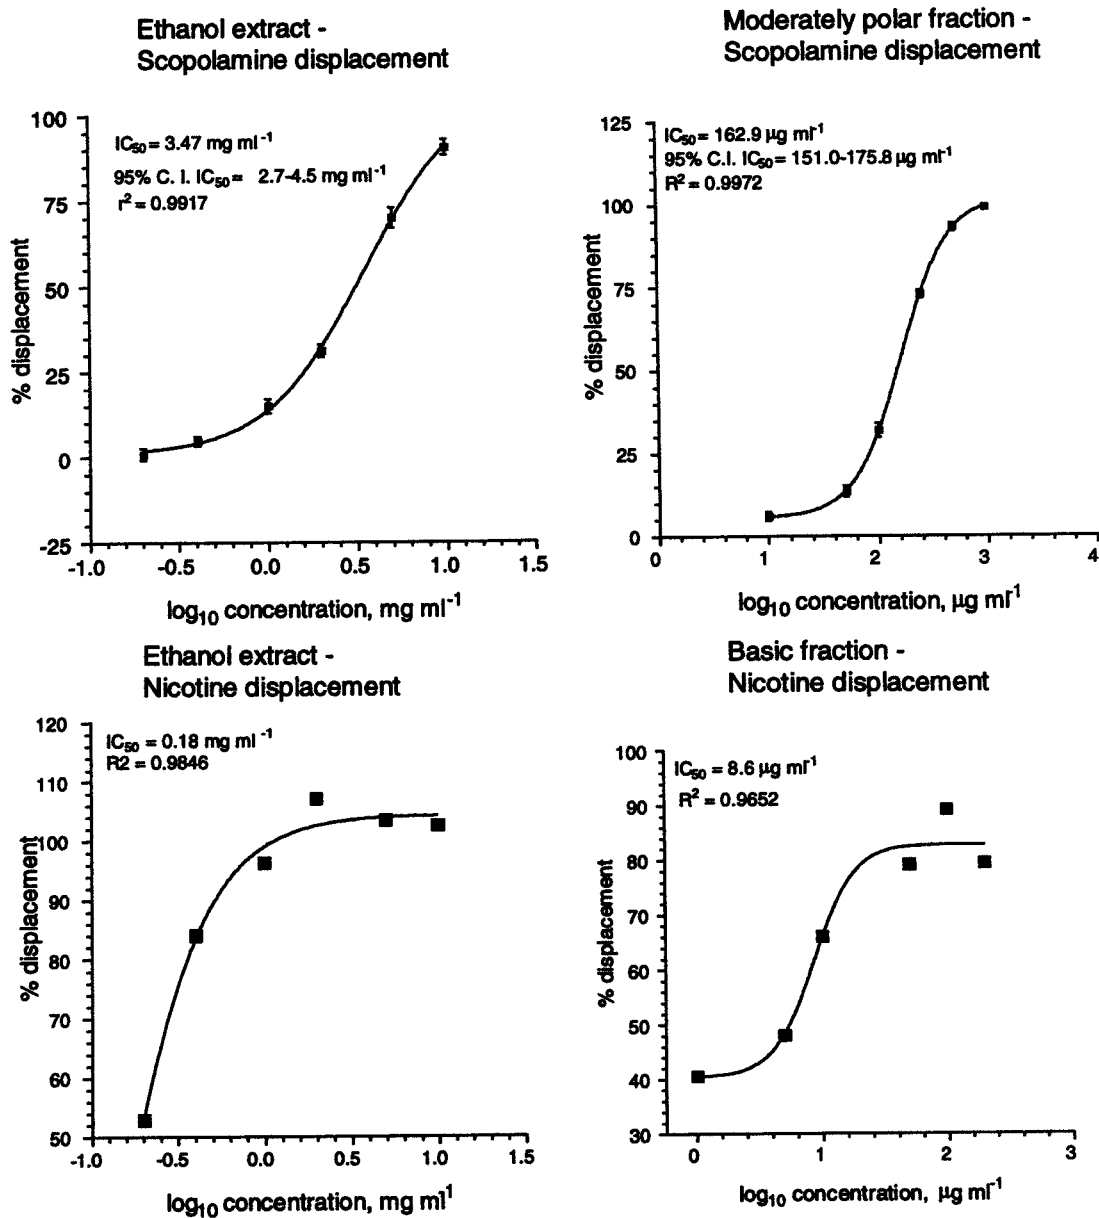 Ethanol extract -
Scopolamine displacement
IC₅₀ = 3.47 mg ml⁻¹
95% C. I. IC₅₀= 2.7-4.5 mg ml⁻¹
r² = 0.9917
100
75
50
25
0
-25
% displacement
-1.0 -0.5 0.0 0.5 1.0 1.5
log₁₀ concentration, mg ml⁻¹
Moderately polar fraction -
Scopolamine displacement
IC₅₀ = 162.9 µg ml⁻¹
95% C.I. IC₅₀= 151.0-175.8 µg ml⁻¹
R² = 0.9972
125
100
75
50
25
0
% displacement
0 1 2 3 4
log₁₀ concentration, µg ml¹
Ethanol extract -
Nicotine displacement
IC₅₀ = 0.18 mg ml ⁻¹
R2 = 0.9846
120
110
100
90
80
70
60
50
% displacement
-1.0 -0.5 0.0 0.5 1.0 1.5
log₁₀ concentration, mg ml¹
Basic fraction -
Nicotine displacement
IC₅₀ = 8.6 µg ml⁻¹
R² = 0.9652
100
90
80
70
60
50
40
30
% displacement
0 1 2 3
log₁₀ concentration, µg ml⁻¹